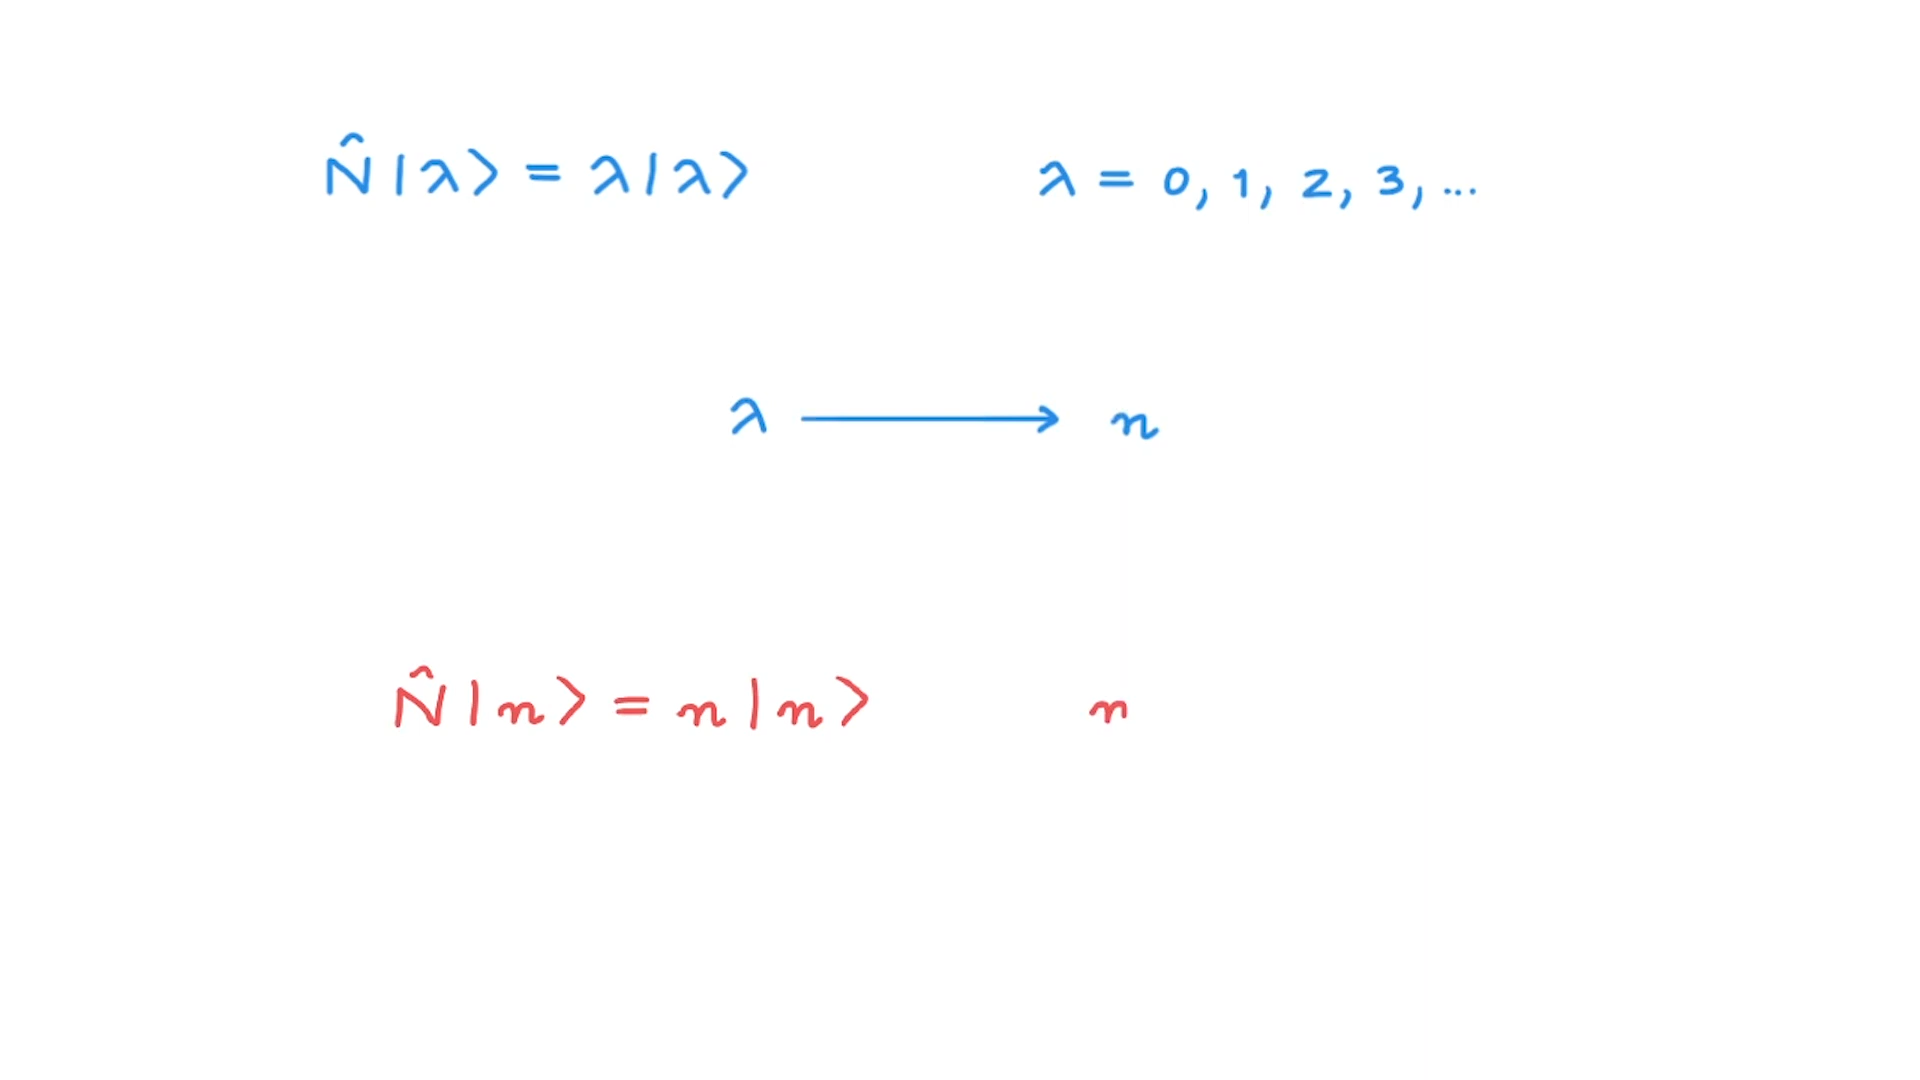 N̂|λ⟩ = λ|λ⟩ λ = 0, 1, 2, 3, ...
λ ⟶ n
N̂|n⟩ = n|n⟩ n